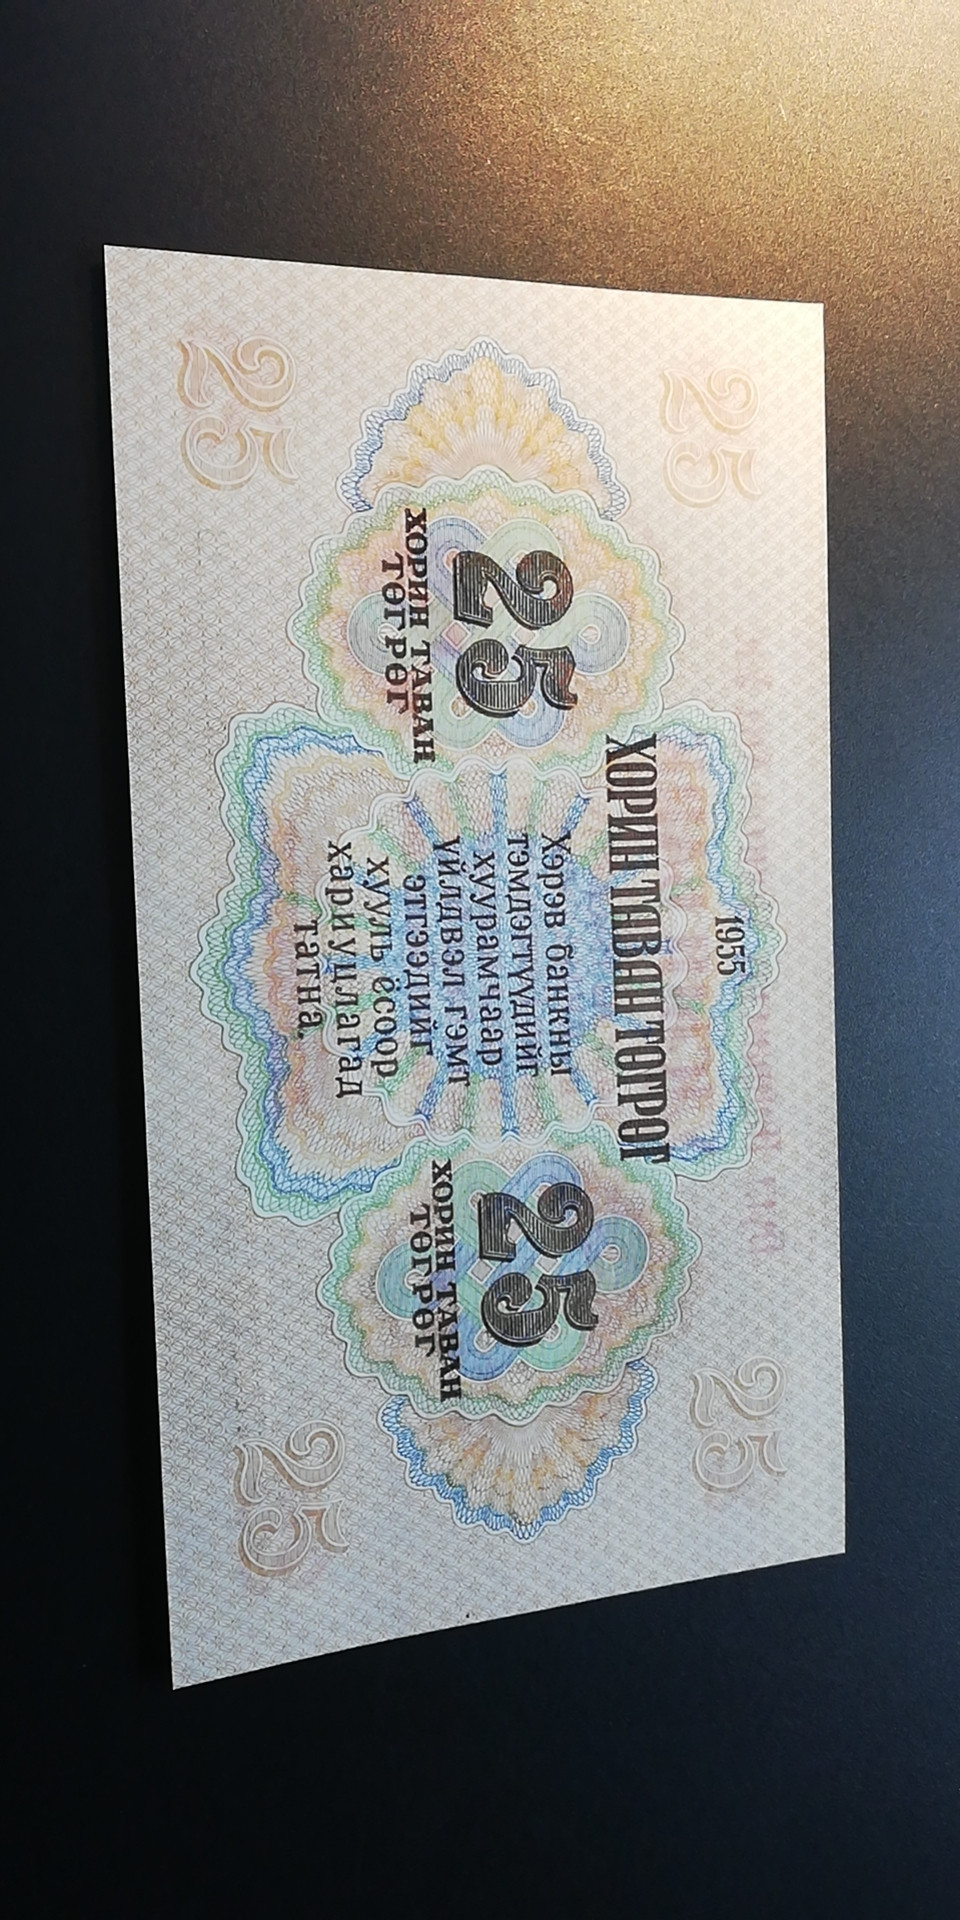 25
25
1955
ХОРИН ТАВАН ТӨГРӨГ
25
ХОРИН ТАВАН
ТӨГРӨГ
Хэрэв банкны
тэмдэгтүүдийг
хуурамчаар
үйлдвэл гэмт
этгээдийг
хууль ёсоор
хариуцлагад
татна.
25
ХОРИН ТАВАН
ТӨГРӨГ
25
25